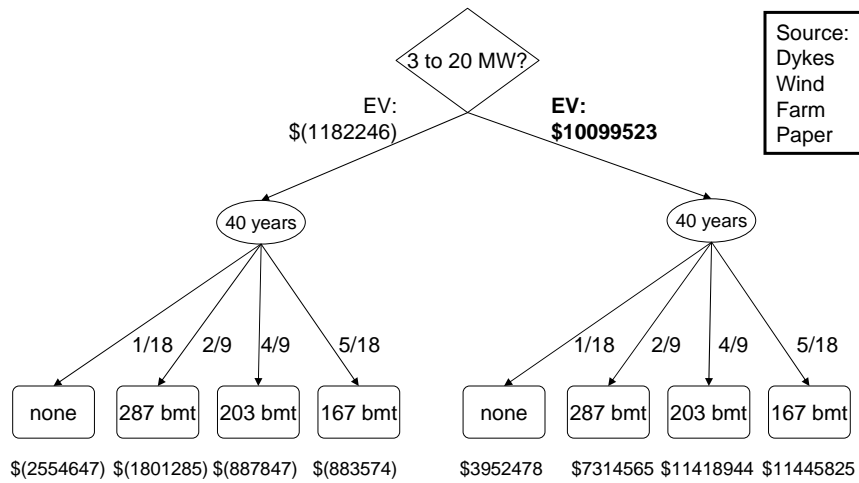 3 to 20 MW?
Source:
Dykes
Wind
Farm
Paper
EV:
$(1182246)
EV:
$10099523
40 years
40 years
1/18 2/9 4/9 5/18
1/18 2/9 4/9 5/18
none 287 bmt 203 bmt 167 bmt
none 287 bmt 203 bmt 167 bmt
$(2554647) $(1801285) $(887847) $(883574)
$3952478 $7314565 $11418944 $11445825